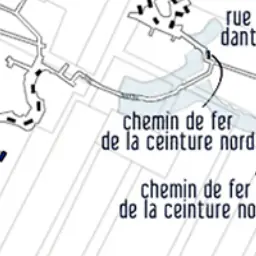 rue
dant
chemin de fer
de la ceinture nord
chemin de fer
de la ceinture no